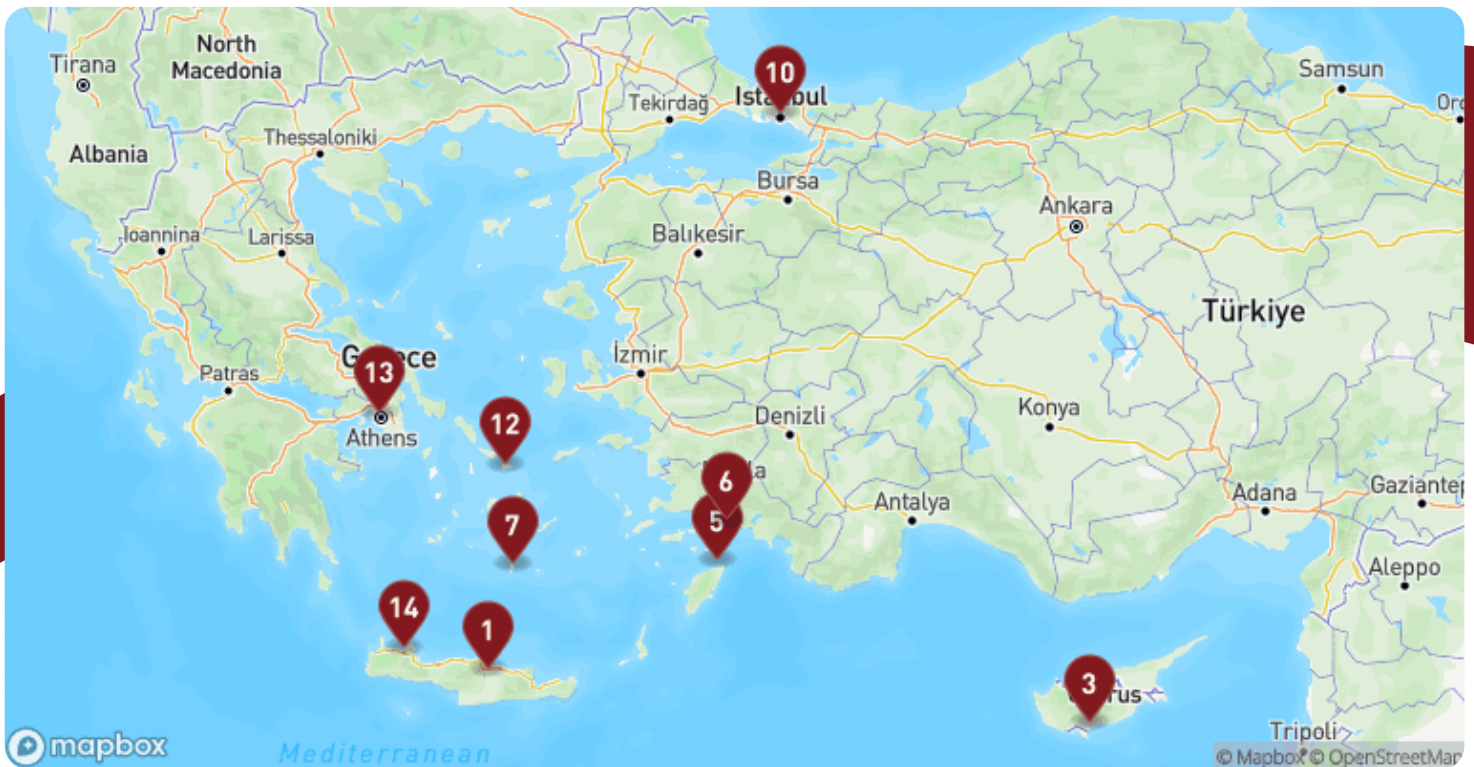 North
Macedonia
Tirana
Albania
Thessaloniki
Ioannina
Larissa
Patras
Athens
Tekirdağ
10
Bursa
Balıkesir
İzmir
Denizli
Ankara
Samsun
Türkiye
Konya
Antalya
Adana
Aleppo
13
12
6
5
7
14
1
3
Tripoli
Mediterranean
mapbox
© Mapbox © OpenStreetMap